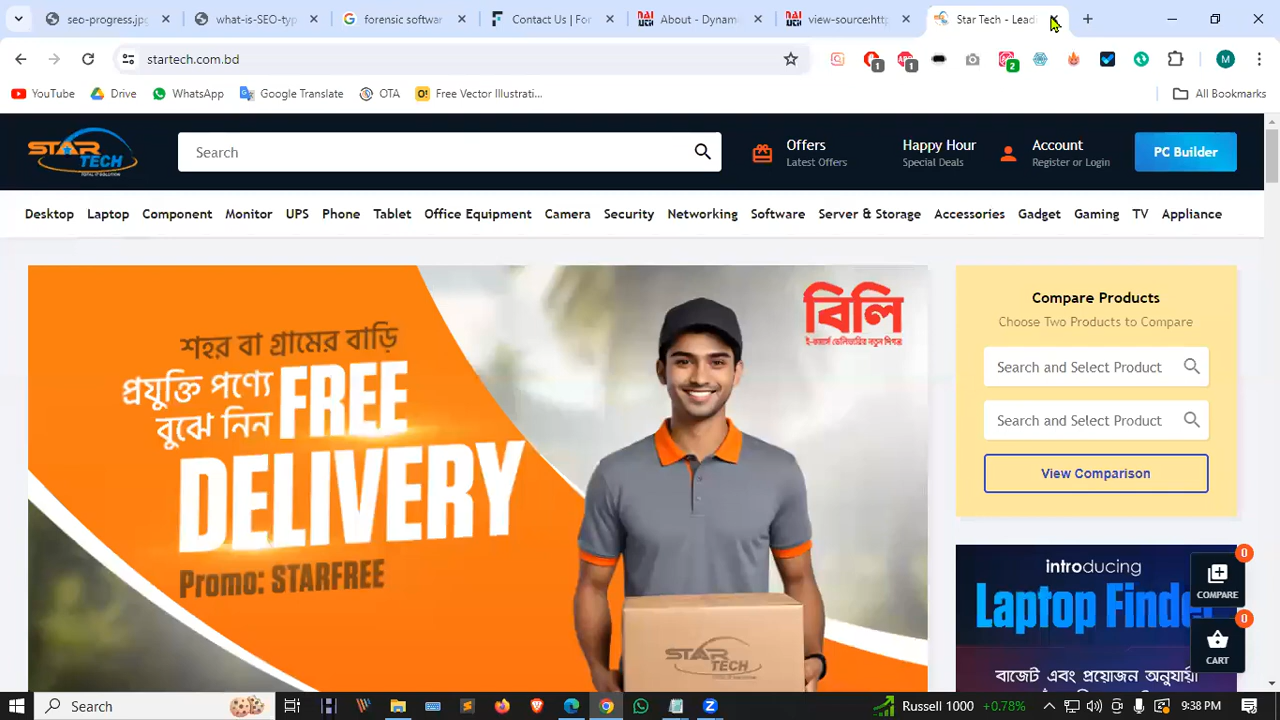 seo-progress.jpg
what-is-SEO-typ
forensic softwar
Contact Us | For
About - Dynam
view-source:http
Star Tech - Lead
startech.com.bd
M
YouTube
Drive
WhatsApp
Google Translate
OTA
Free Vector Illustrati...
All Bookmarks
STAR TECH
Search
Offers
Latest Offers
Happy Hour
Special Deals
Account
Register or Login
PC Builder
Desktop Laptop Component Monitor UPS Phone Tablet Office Equipment Camera Security Networking Software Server & Storage Accessories Gadget Gaming TV Appliance
শহর বা গ্রামের বাড়ি
প্রযুক্তি পণ্যে
বুঝে নিন FREE
DELIVERY
Promo: STARFREE
বিলি
STAR TECH
Compare Products
Choose Two Products to Compare
Search and Select Product
Search and Select Product
View Comparison
introducing
Laptop Finder
বাজেট এবং প্রয়োজন অনুযায়ী
0
COMPARE
0
CART
Search
Russell 1000 +0.78%
9:38 PM